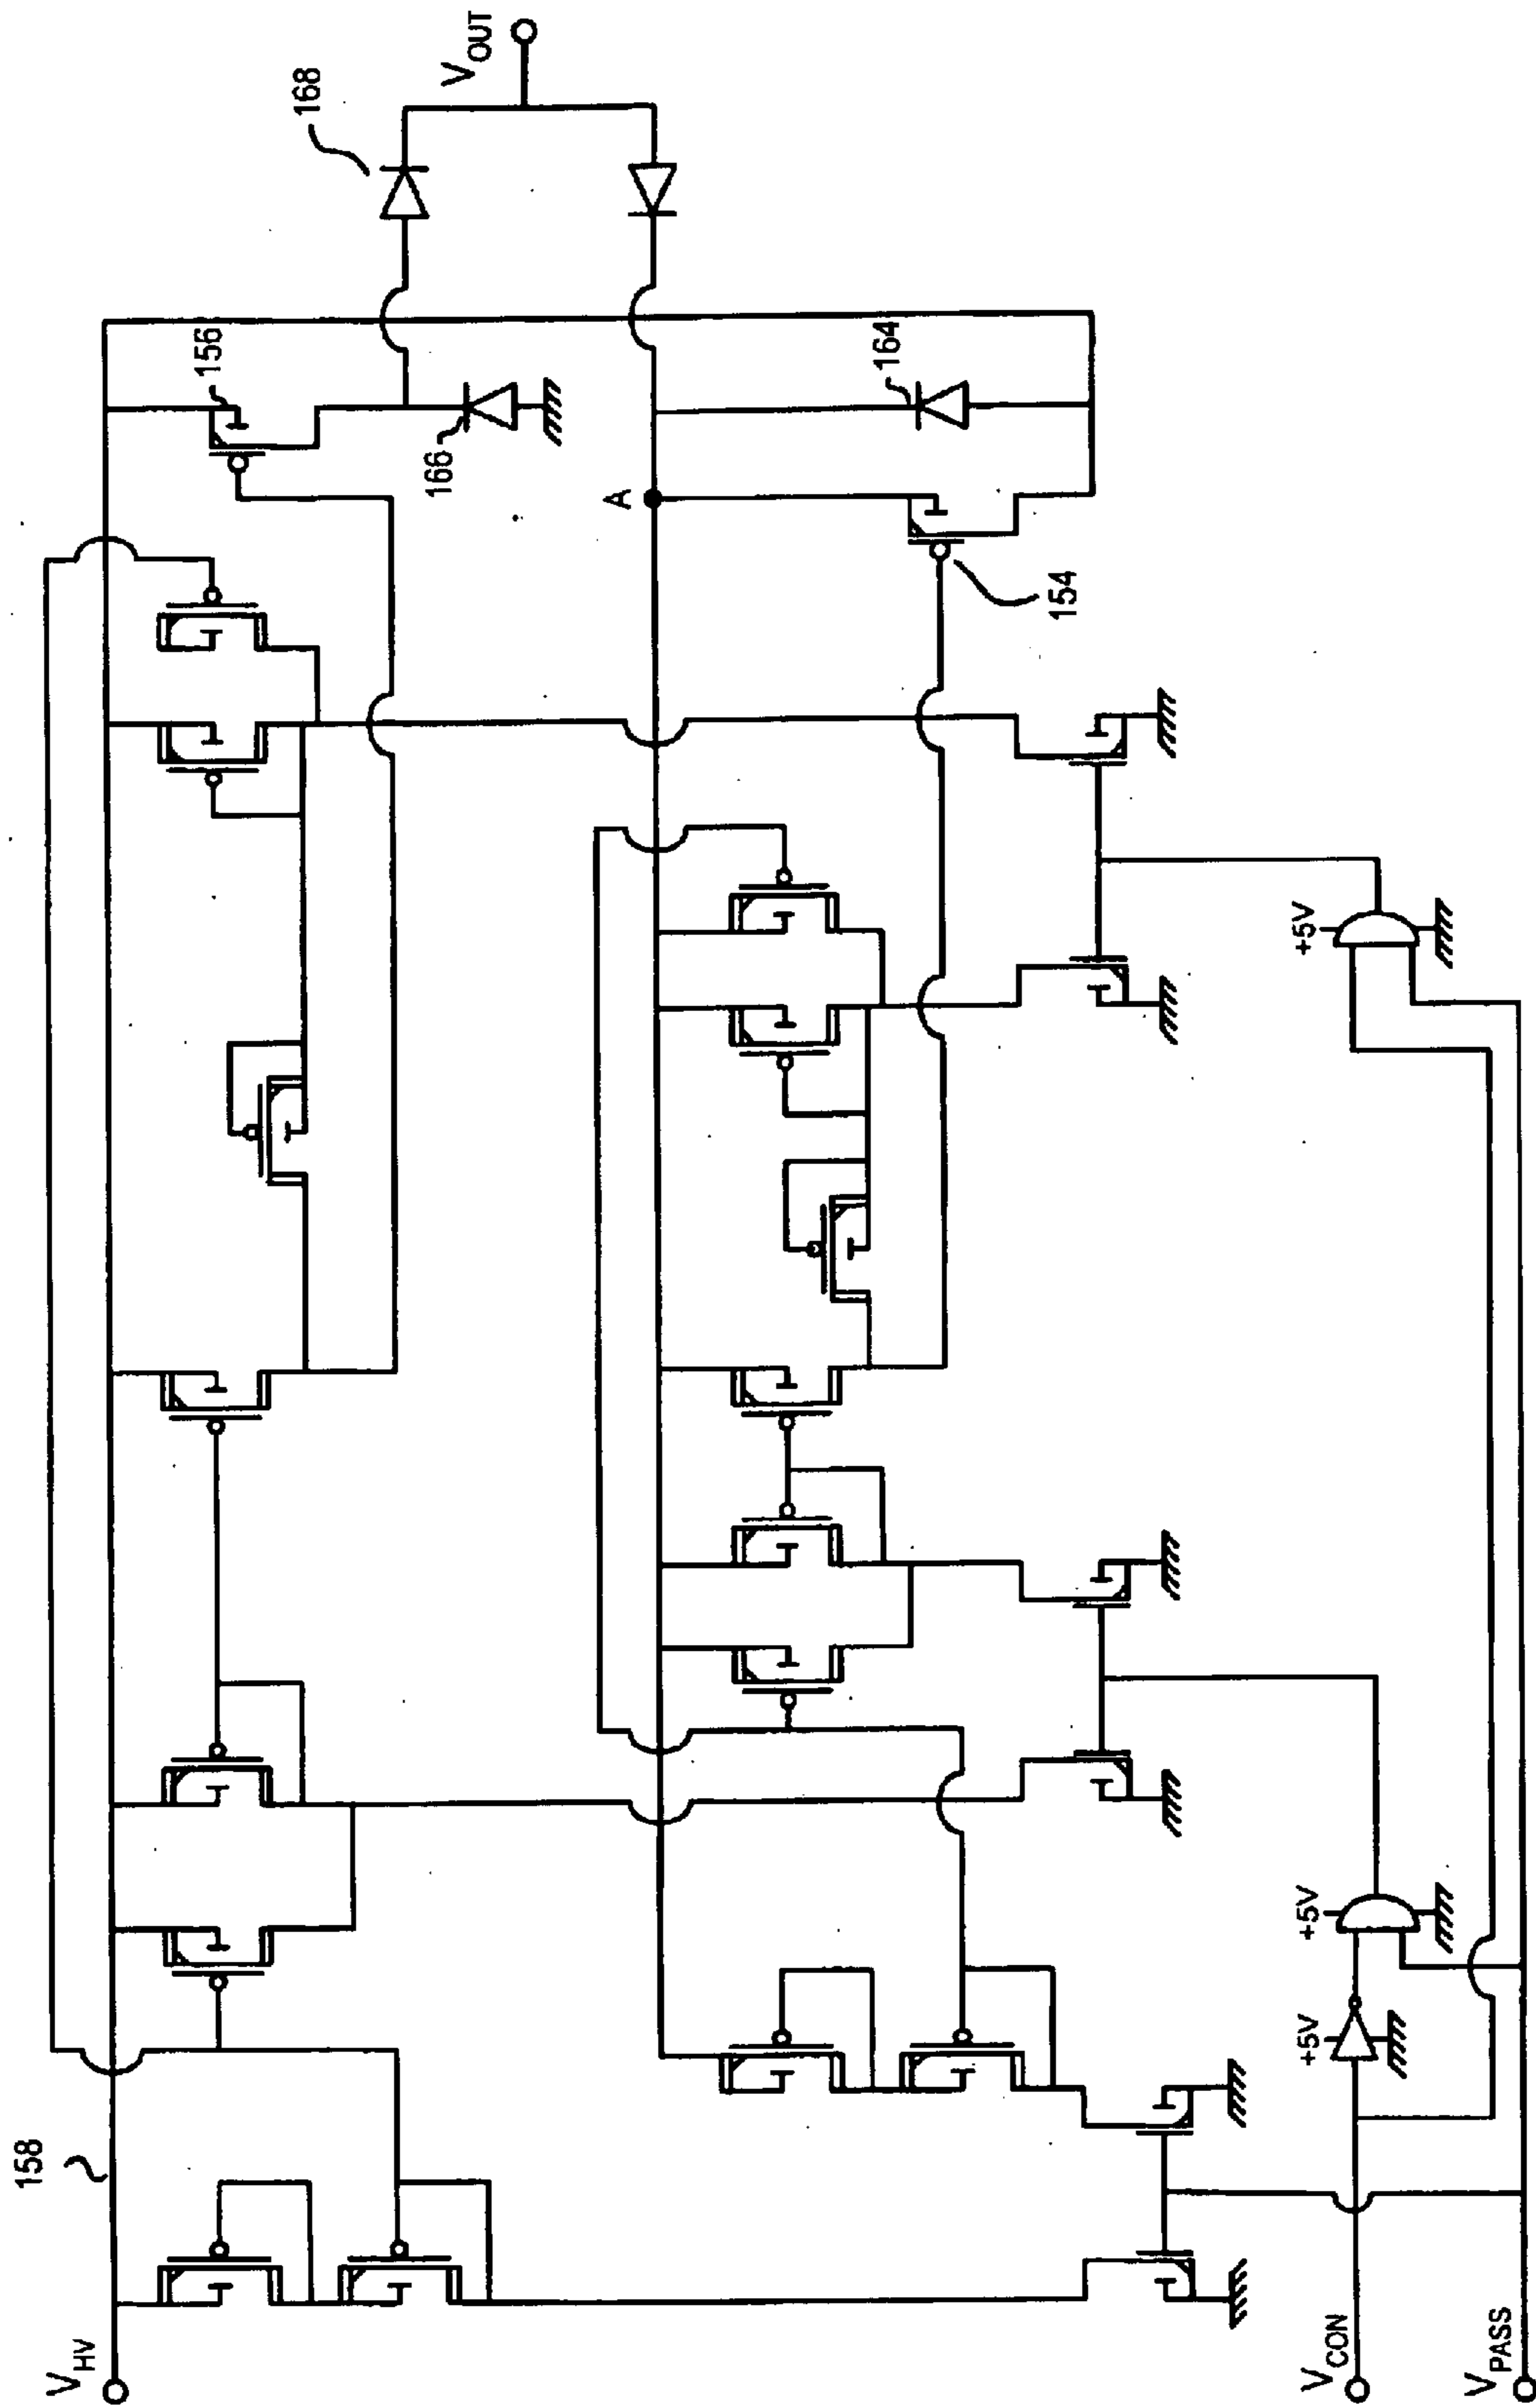 158
V_HV
156
168
V_OUT
166
A
164
154
+5V
+5V
+5V
V_CON
V_PASS